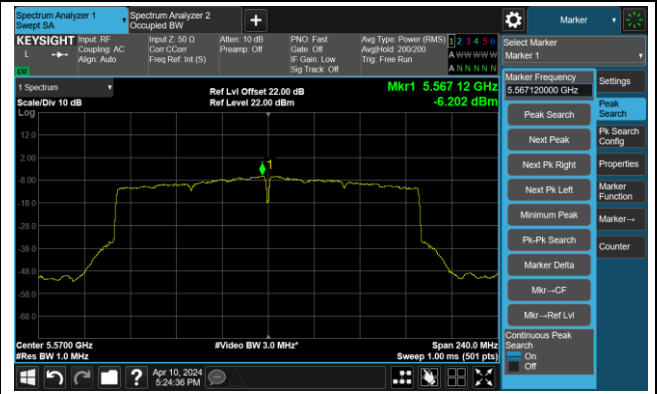 Spectrum Analyzer 1
Swept SA
Spectrum Analyzer 2
Occupied BW
+
Marker
KEYSIGHT
L
Input: RF
Coupling: AC
Align: Auto
Input Z: 50 Ω
Corr CCorr
Freq Ref: Int (S)
Atten: 10 dB
Preamp: Off
PNO: Fast
Gate: Off
IF Gain: Low
Sig Track: Off
Avg Type: Power (RMS)
Avg|Hold: 200/200
Trig: Free Run
1 2 3 4 5 6
A W W W W W
A N N N N N
Select Marker
Marker 1
1 Spectrum
Scale/Div 10 dB
Log
Ref Lvl Offset 22.00 dB
Ref Level 22.00 dBm
Mkr1 5.567 12 GHz
-6.202 dBm
12.0
2.00
-8.00
-18.0
-28.0
-38.0
-48.0
-58.0
-68.0
1
Center 5.5700 GHz
#Res BW 1.0 MHz
#Video BW 3.0 MHz*
Span 240.0 MHz
Sweep 1.00 ms (501 pts)
Marker Frequency
5.567120000 GHz
Peak Search
Next Peak
Next Pk Right
Next Pk Left
Minimum Peak
Pk-Pk Search
Marker Delta
Mkr→CF
Mkr→Ref Lvl
Continuous Peak
Search
On
Off
Settings
Peak
Search
Pk Search
Config
Properties
Marker
Function
Marker→
Counter
?
Apr 10, 2024
5:24:36 PM